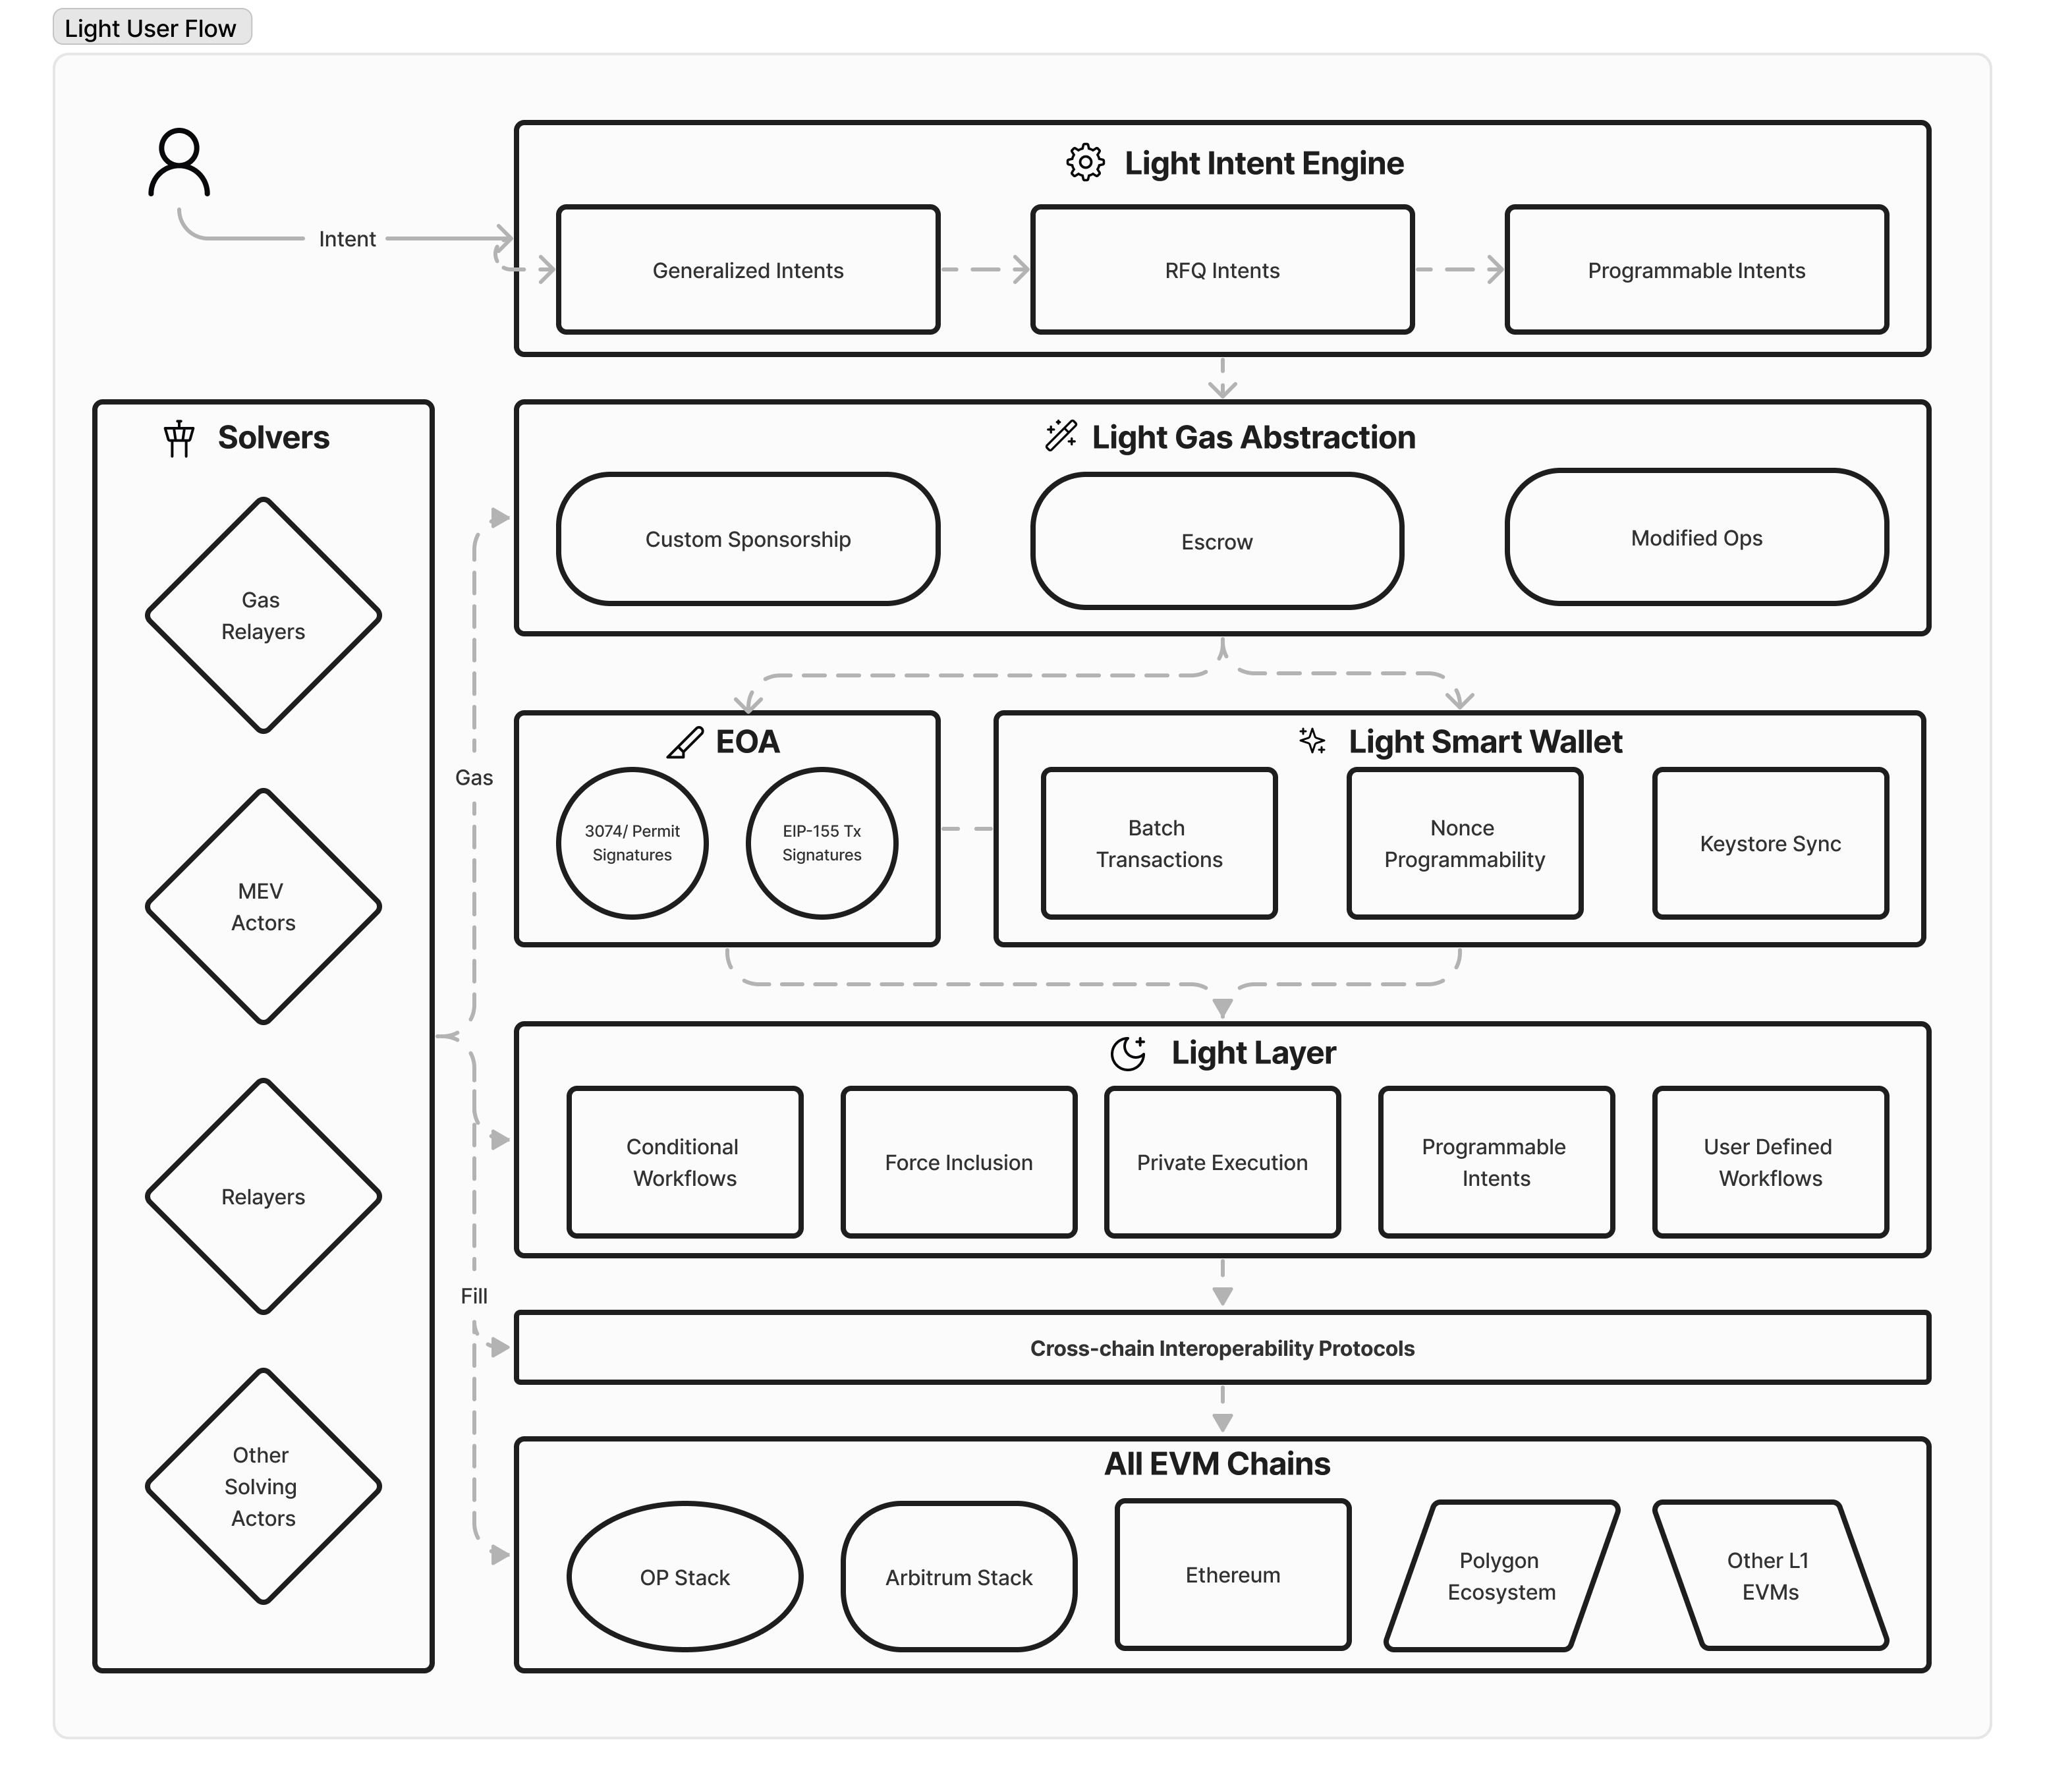 Light User Flow
Intent
Light Intent Engine
Generalized Intents
RFQ Intents
Programmable Intents
Solvers
Gas
Relayers
MEV
Actors
Relayers
Other
Solving
Actors
Gas
Fill
Light Gas Abstraction
Custom Sponsorship
Escrow
Modified Ops
EOA
3074/ Permit
Signatures
EIP-155 Tx
Signatures
Light Smart Wallet
Batch
Transactions
Nonce
Programmability
Keystore Sync
Light Layer
Conditional
Workflows
Force Inclusion
Private Execution
Programmable
Intents
User Defined
Workflows
Cross-chain Interoperability Protocols
All EVM Chains
OP Stack
Arbitrum Stack
Ethereum
Polygon
Ecosystem
Other L1
EVMs